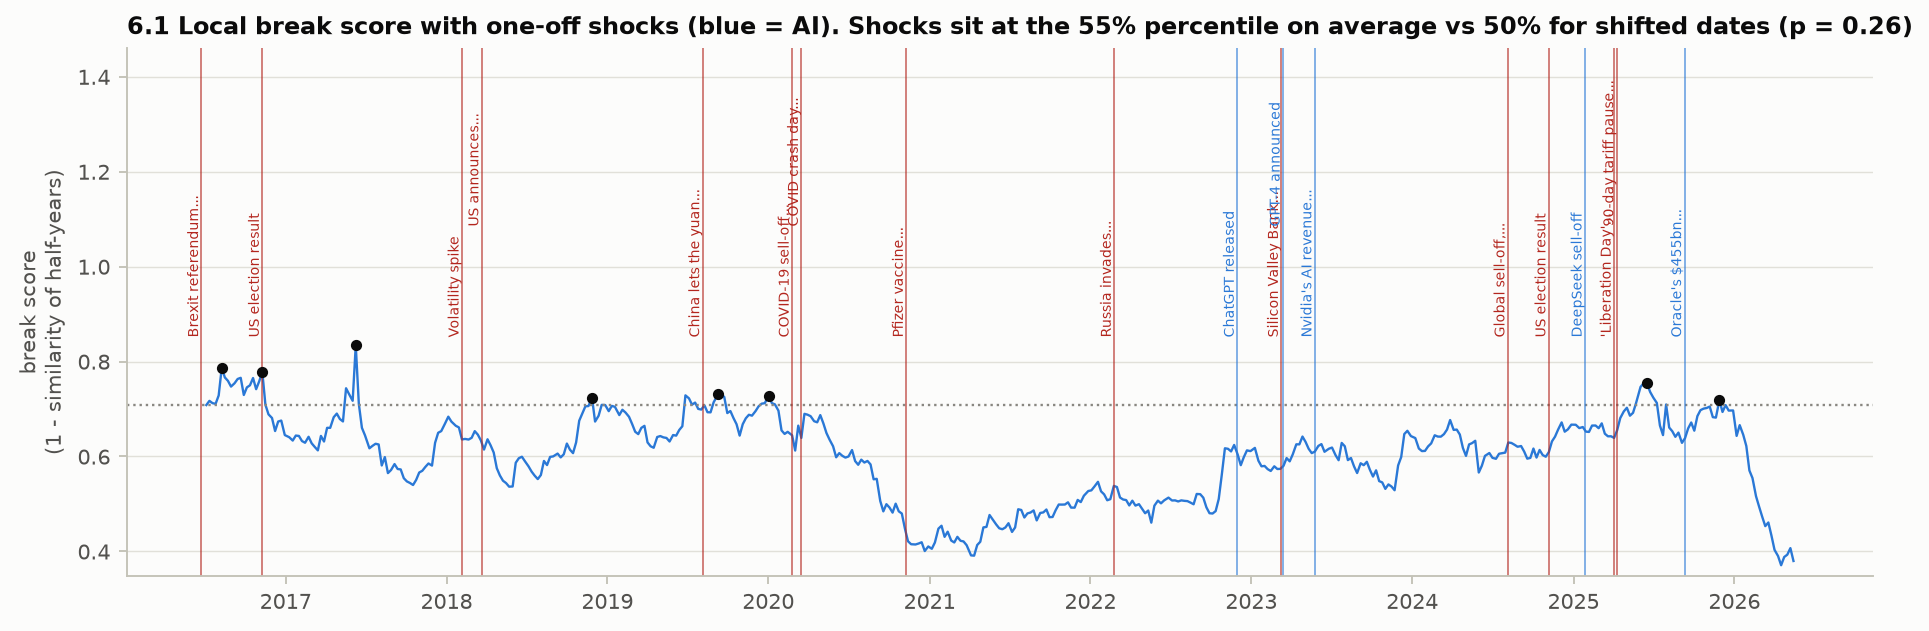 6.1 Local break score with one-off shocks (blue = AI). Shocks sit at the 55% percentile on average vs 50% for shifted dates (p = 0.26)
break score
(1 - similarity of half-years)
1.4
1.2
1.0
0.8
0.6
0.4
Brexit referendum...
US election result
Volatility spike
US announces...
China lets the yuan...
COVID-19 sell-off...
COVID crash day...
Pfizer vaccine...
Russia invades...
ChatGPT released
Silicon Valley Bank...
GPT-4 announced
Nvidia's AI revenue...
Global sell-off,...
US election result
DeepSeek sell-off
'Liberation Day'
90-day tariff pause...
Oracle's $455bn...
2017
2018
2019
2020
2021
2022
2023
2024
2025
2026